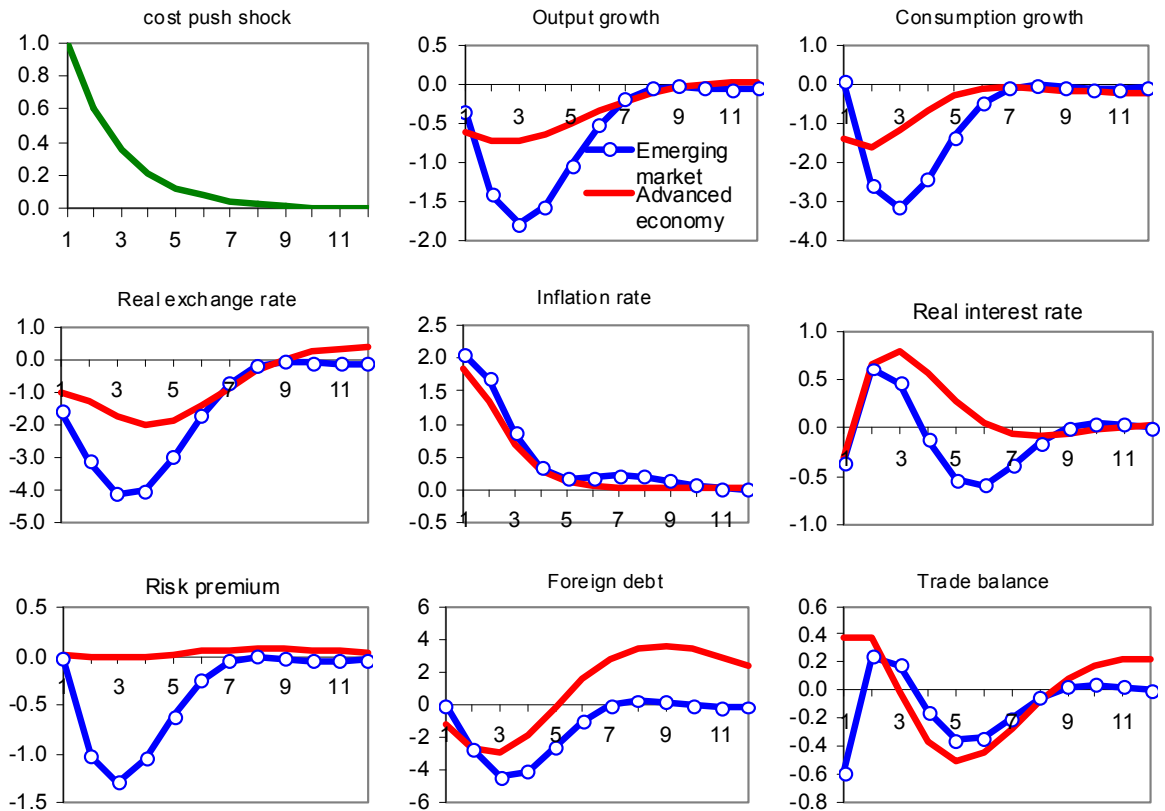 cost push shock
1.0
0.8
0.6
0.4
0.2
0.0
1 3 5 7 9 11
Output growth
0.5
0.0
-0.5
-1.0
-1.5
-2.0
1 3 5 7 9 11
Emerging
market
Advanced
economy
Consumption growth
1.0
0.0
-1.0
-2.0
-3.0
-4.0
1 3 5 7 9 11
Real exchange rate
1.0
0.0
-1.0
-2.0
-3.0
-4.0
-5.0
1 3 5 7 9 11
Inflation rate
2.5
2.0
1.5
1.0
0.5
0.0
-0.5
1 3 5 7 9 11
Real interest rate
1.0
0.5
0.0
-0.5
-1.0
1 3 5 7 9 11
Risk premium
0.5
0.0
-0.5
-1.0
-1.5
1 3 5 7 9 11
Foreign debt
6
4
2
0
-2
-4
-6
1 3 5 7 9 11
Trade balance
0.6
0.4
0.2
0.0
-0.2
-0.4
-0.6
-0.8
1 3 5 7 9 11